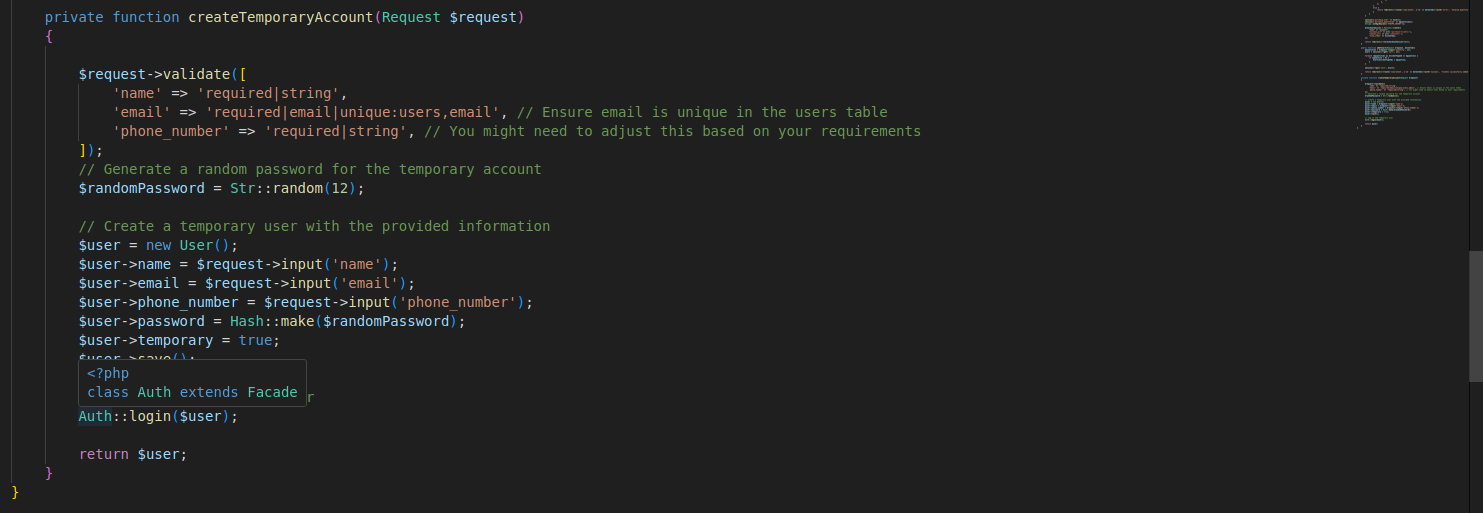 private function createTemporaryAccount(Request $request)
{
$request->validate([
'name' => 'required|string',
'email' => 'required|email|unique:users,email', // Ensure email is unique in the users table
'phone_number' => 'required|string', // You might need to adjust this based on your requirements
]);
// Generate a random password for the temporary account
$randomPassword = Str::random(12);
// Create a temporary user with the provided information
$user = new User();
$user->name = $request->input('name');
$user->email = $request->input('email');
$user->phone_number = $request->input('phone_number');
$user->password = Hash::make($randomPassword);
$user->temporary = true;
$user->save();
<?php
class Auth extends Facade
r
Auth::login($user);
return $user;
}
}